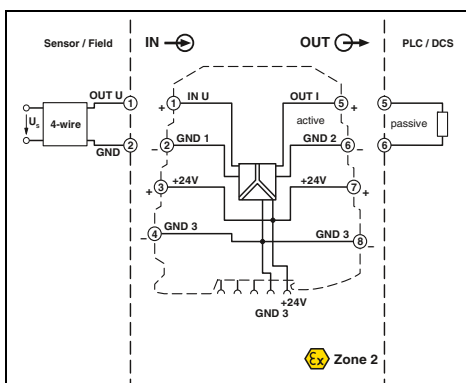 Sensor / Field IN OUT PLC / DCS
OUT U 1 + 1 IN U OUT I 5 + 5
Us 4-wire active passive
GND 2 – 2 GND 1 GND 2 6 – 6
+ 3 +24V +24V 7 +
– 4 GND 3 GND 3 8 –
+24V
GND 3
Ex Zone 2